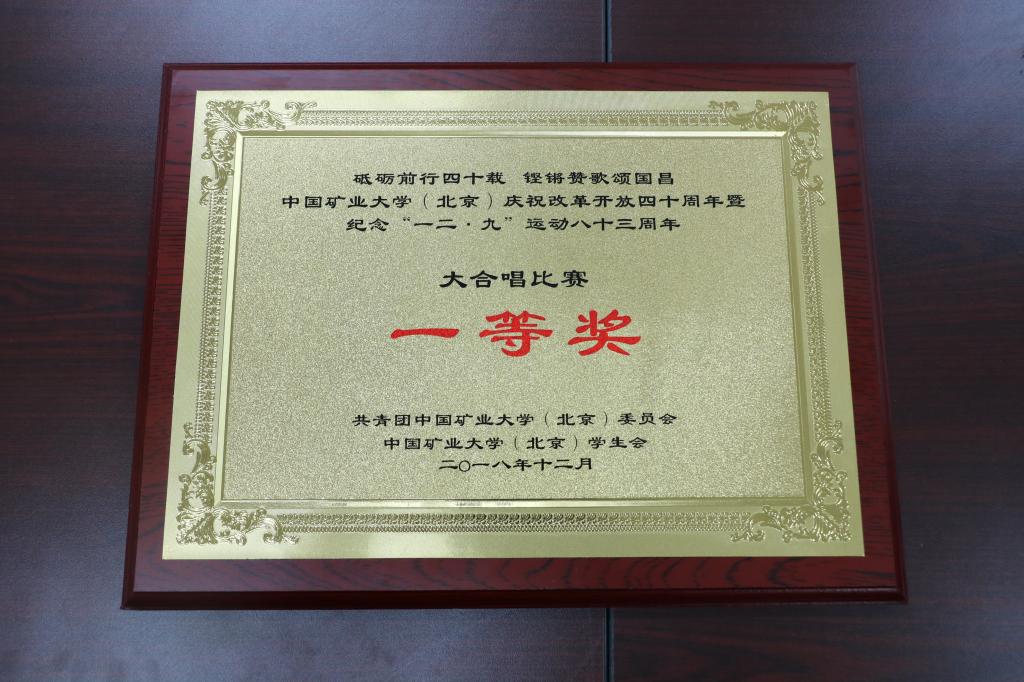 砥砺前行四十载 铿锵赞歌颂国昌
中国矿业大学（北京）庆祝改革开放四十周年暨
纪念“一二·九”运动八十三周年
大合唱比赛
一等奖
共青团中国矿业大学（北京）委员会
中国矿业大学（北京）学生会
二〇一八年十二月